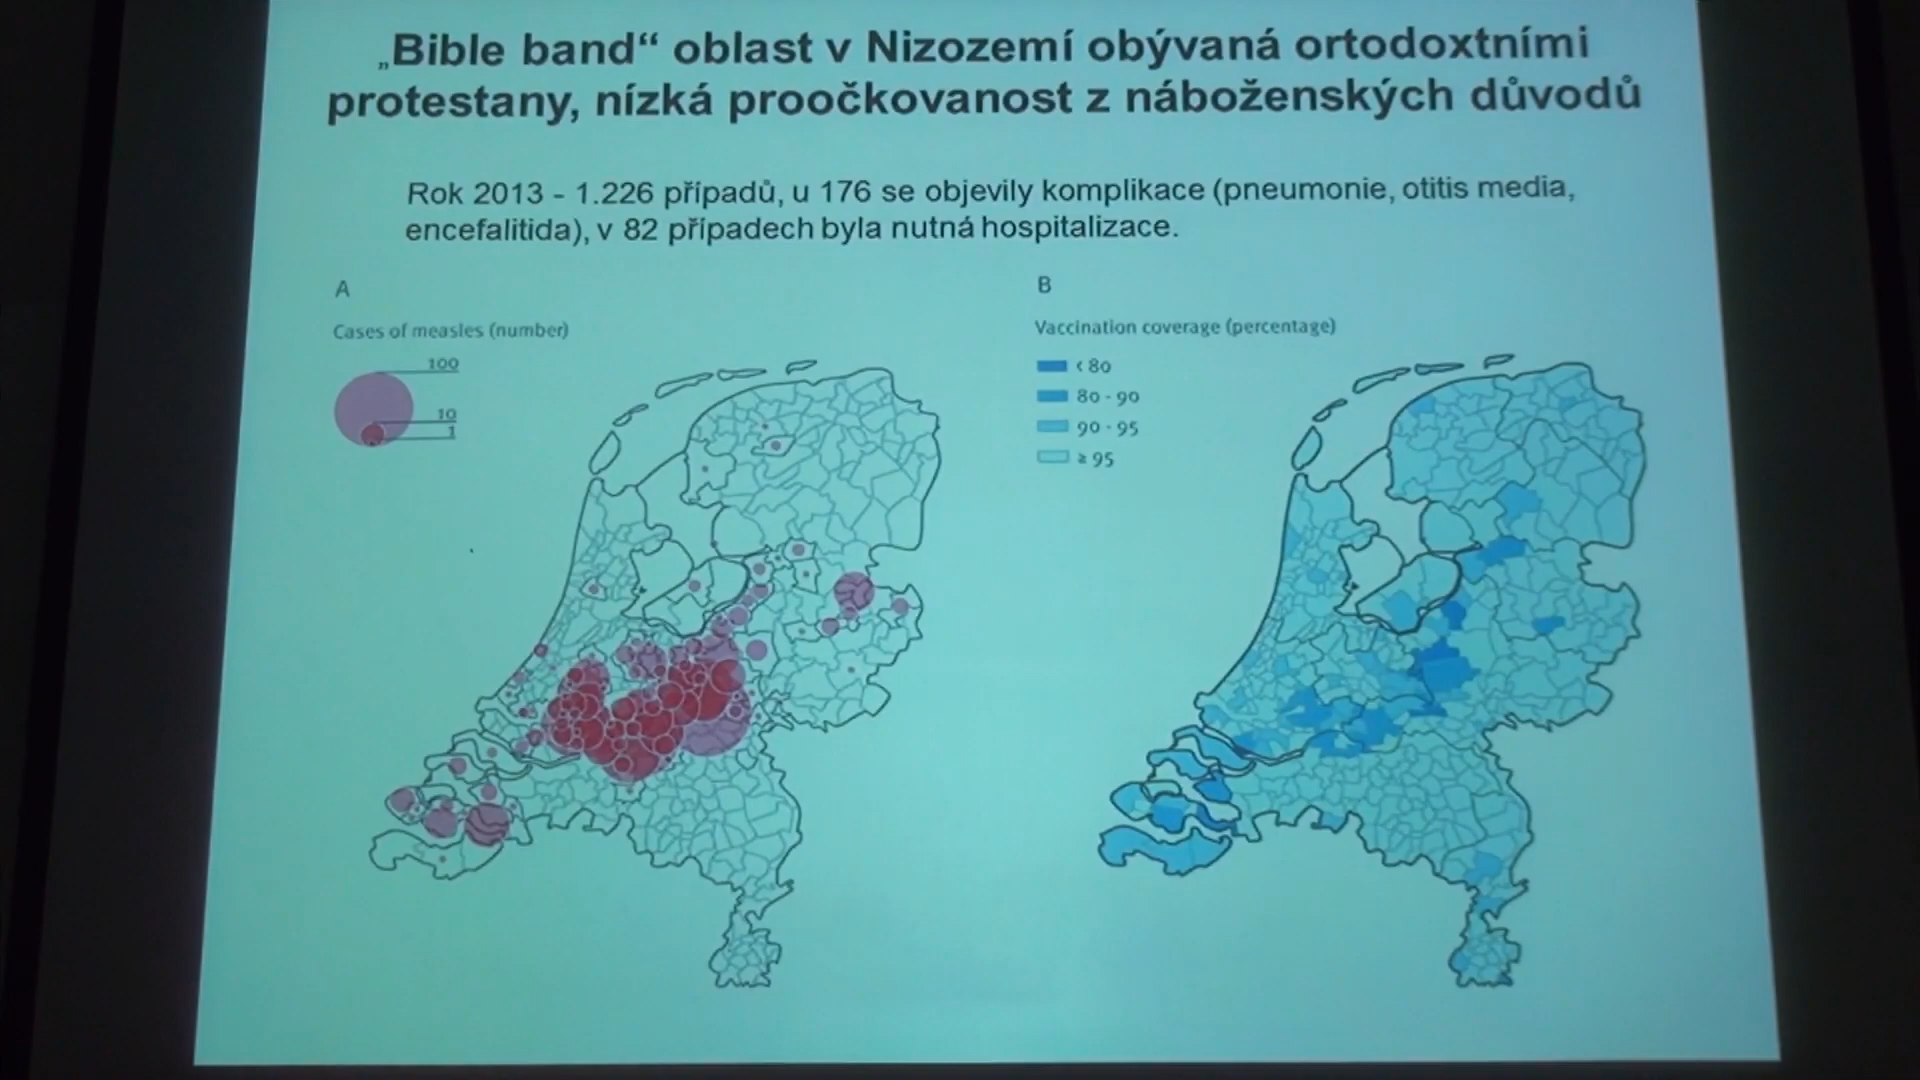 „Bible band“ oblast v Nizozemí obývaná ortodoxtními
protestany, nízká proočkovanost z náboženských důvodů
Rok 2013 - 1.226 případů, u 176 se objevily komplikace (pneumonie, otitis media,
encefalitida), v 82 případech byla nutná hospitalizace.
A
Cases of measles (number)
100
10
1
B
Vaccination coverage (percentage)
< 80
80 - 90
90 - 95
≥ 95